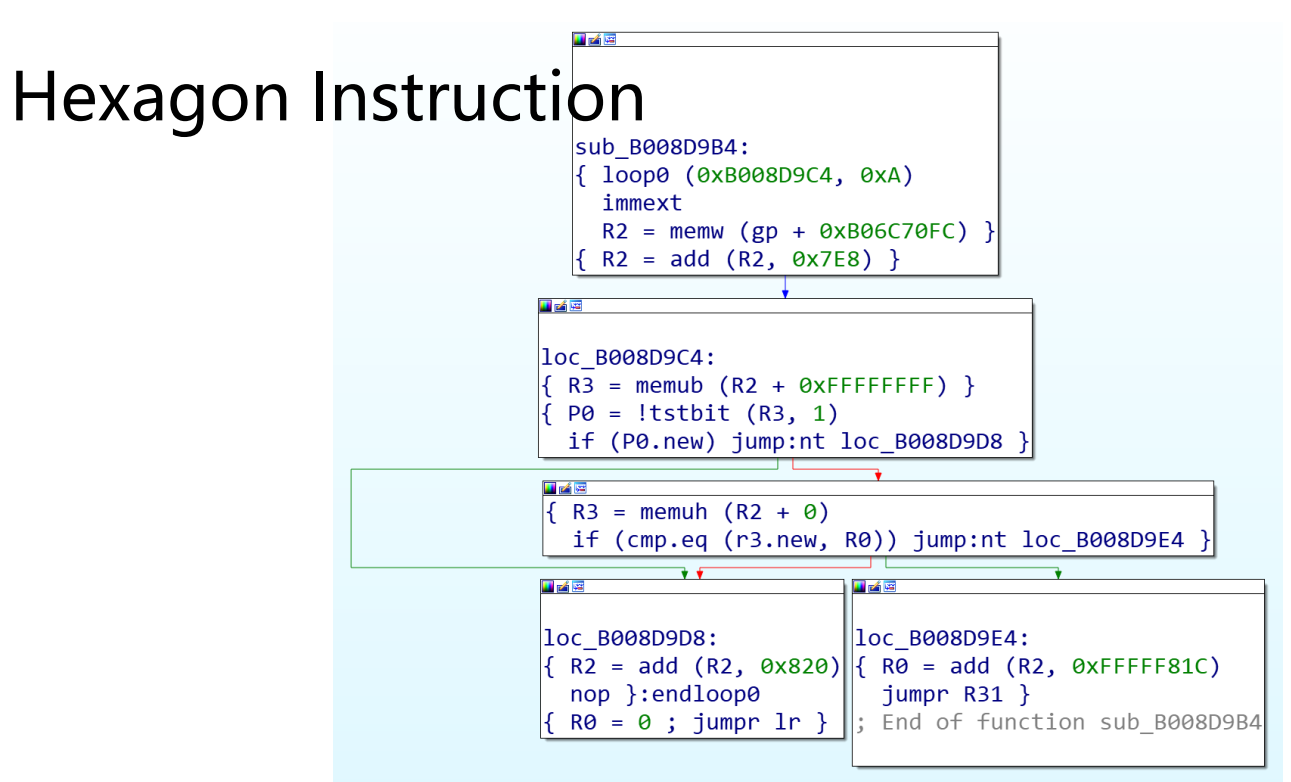 Hexagon Instruction
sub_B008D9B4:
{ loop0 (0xB008D9C4, 0xA)
immext
R2 = memw (gp + 0xB06C70FC) }
{ R2 = add (R2, 0x7E8) }
loc_B008D9C4:
{ R3 = memub (R2 + 0xFFFFFFFF) }
{ P0 = !tstbit (R3, 1)
if (P0.new) jump:nt loc_B008D9D8 }
{ R3 = memuh (R2 + 0)
if (cmp.eq (r3.new, R0)) jump:nt loc_B008D9E4 }
loc_B008D9D8:
{ R2 = add (R2, 0x820)
nop }:endloop0
{ R0 = 0 ; jumpr lr }
loc_B008D9E4:
{ R0 = add (R2, 0xFFFFF81C)
jumpr R31 }
; End of function sub_B008D9B4